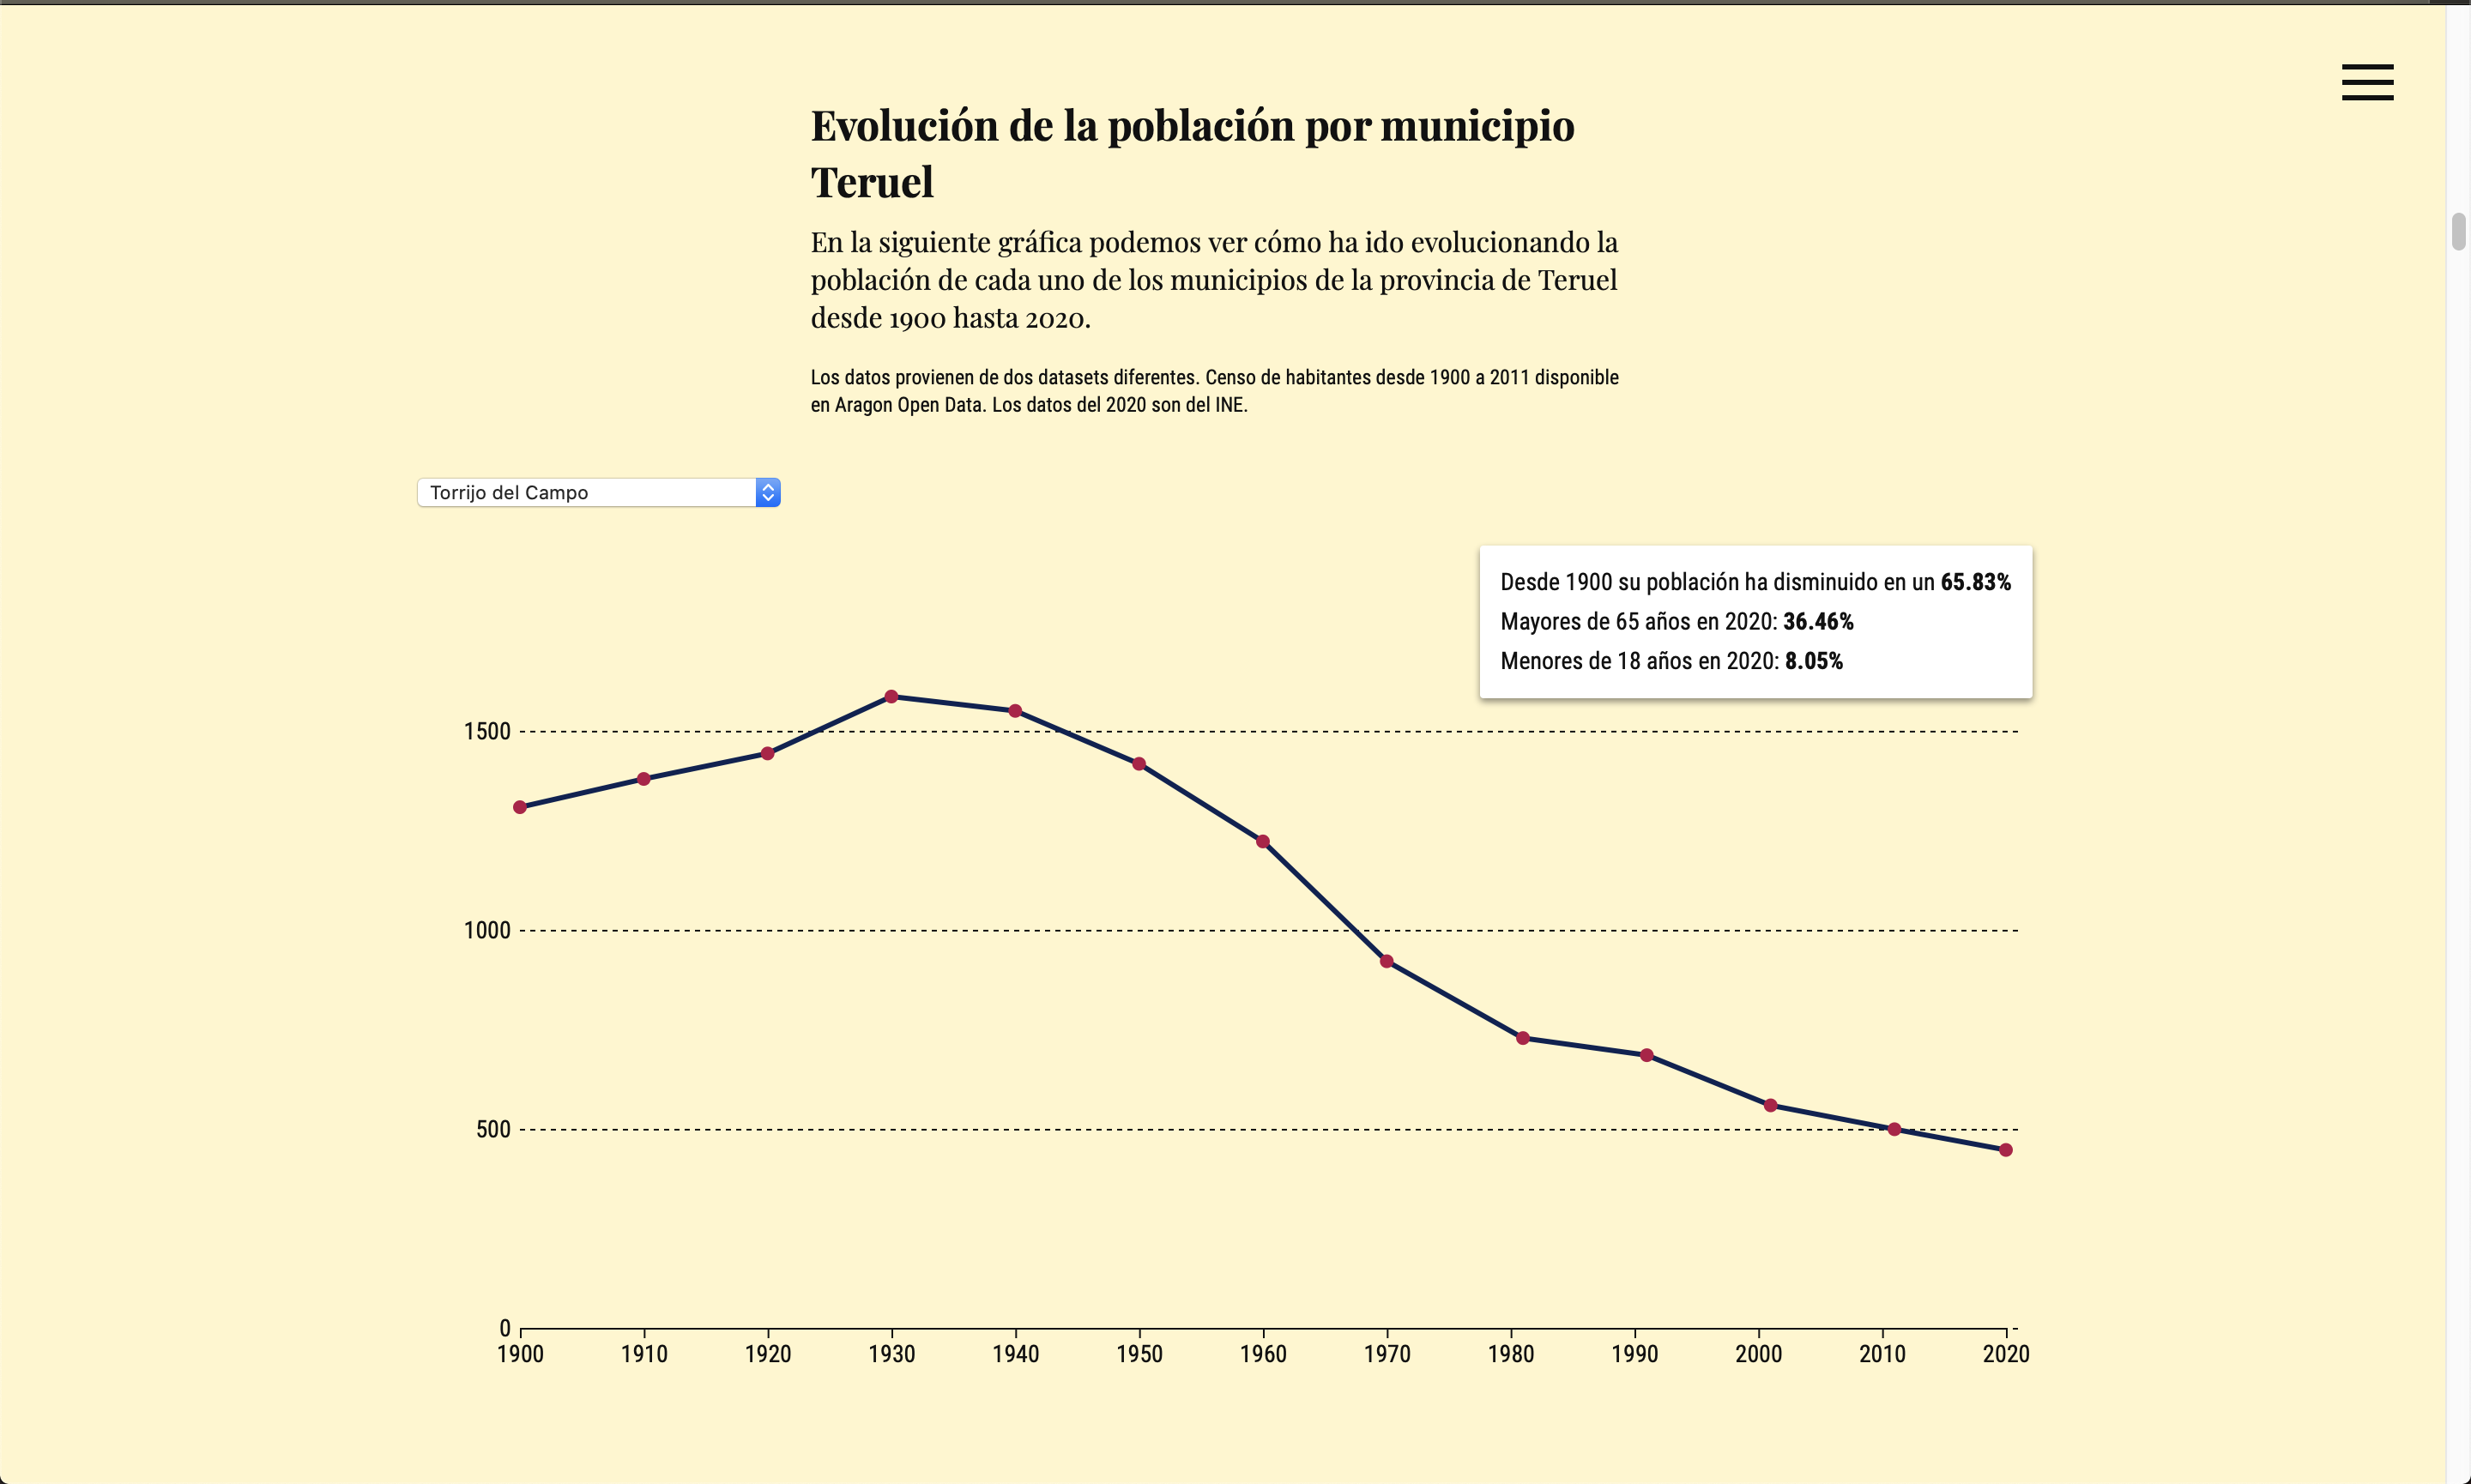 Evolución de la población por municipio
Teruel
En la siguiente gráfica podemos ver cómo ha ido evolucionando la
población de cada uno de los municipios de la provincia de Teruel
desde 1900 hasta 2020.
Los datos provienen de dos datasets diferentes. Censo de habitantes desde 1900 a 2011 disponible
en Aragon Open Data. Los datos del 2020 son del INE.
Torrijo del Campo
Desde 1900 su población ha disminuido en un 65.83%
Mayores de 65 años en 2020: 36.46%
Menores de 18 años en 2020: 8.05%
1500
1000
500
0
1900 1910 1920 1930 1940 1950 1960 1970 1980 1990 2000 2010 2020